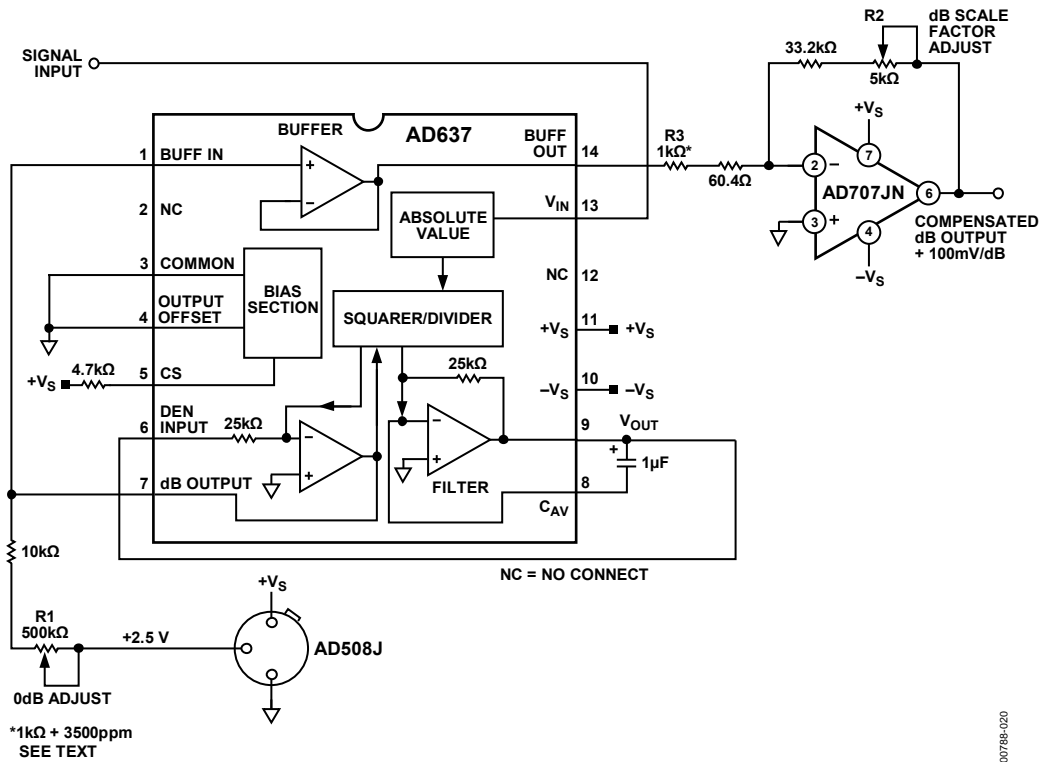 SIGNAL
INPUT
R2
dB SCALE
FACTOR
ADJUST
33.2kΩ
5kΩ
BUFFER
AD637
BUFF
OUT
14
R3
1kΩ*
60.4Ω
+VS
7
2
–
AD707JN
6
3
+
4
–VS
COMPENSATED
dB OUTPUT
+ 100mV/dB
1
BUFF IN
+
–
2
NC
ABSOLUTE
VALUE
VIN
13
3
COMMON
BIAS
SECTION
NC
12
4
OUTPUT
OFFSET
SQUARER/DIVIDER
+VS
11
+VS
+VS
4.7kΩ
5
CS
25kΩ
–VS
10
–VS
6
DEN
INPUT
25kΩ
–
+
–
+
FILTER
9
VOUT
+
1µF
7
dB OUTPUT
8
CAV
10kΩ
NC = NO CONNECT
R1
500kΩ
+2.5 V
+VS
AD508J
0dB ADJUST
*1kΩ + 3500ppm
SEE TEXT
00788-020